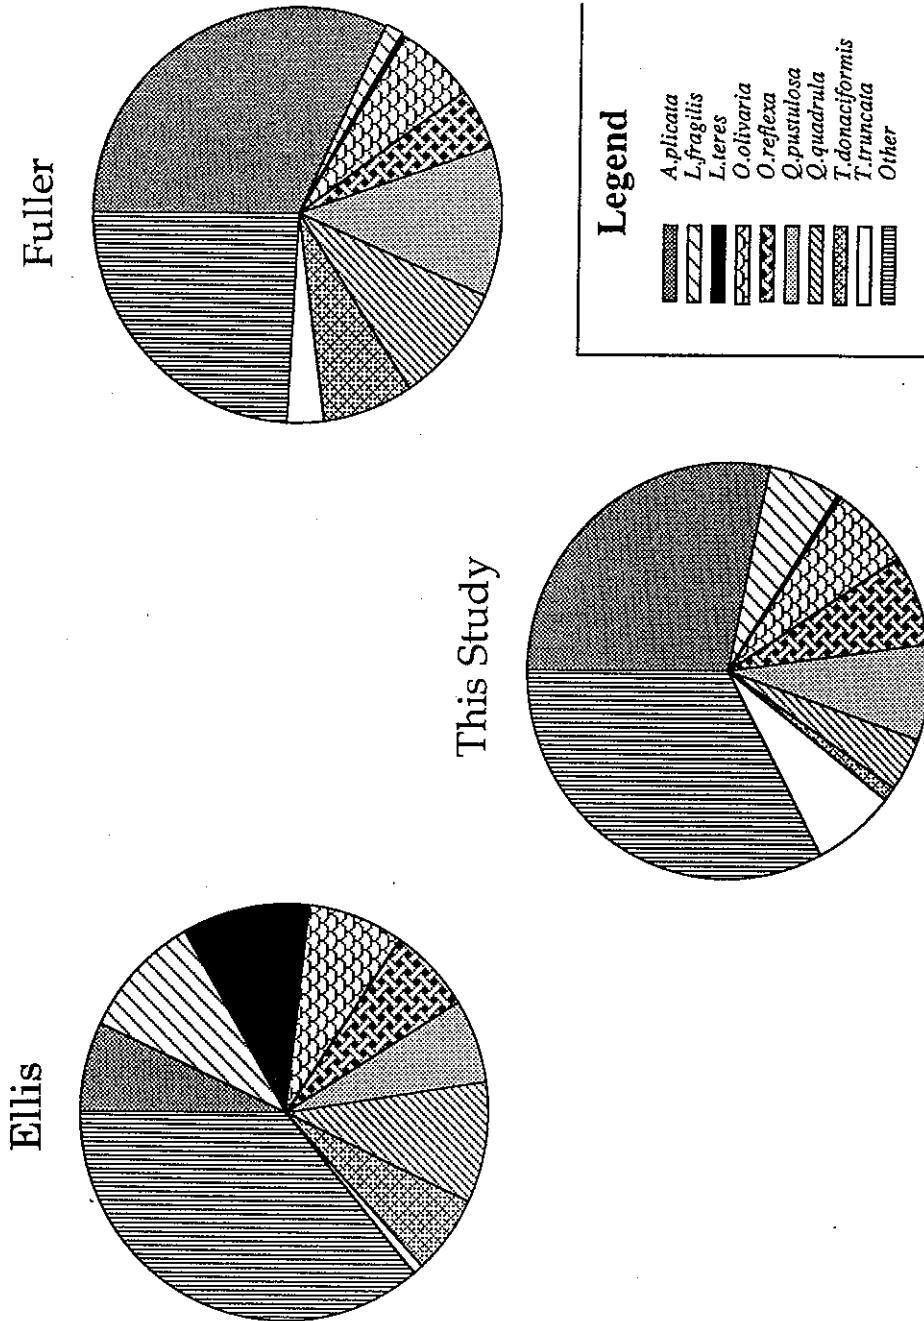 Ellis
This Study
Fuller
Legend
A.plicata
L.fragilis
L.teres
O.olivaria
O.reflexa
Q.pustulosa
Q.quadrula
T.donaciformis
T.truncata
Other